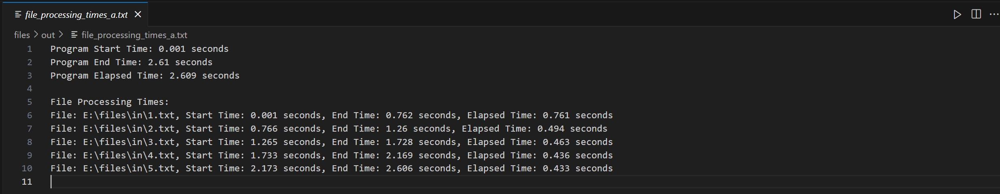 file_processing_times_a.txt
files > out > file_processing_times_a.txt
1 Program Start Time: 0.001 seconds
2 Program End Time: 2.61 seconds
3 Program Elapsed Time: 2.609 seconds
4
5 File Processing Times:
6 File: E:\files\in\1.txt, Start Time: 0.001 seconds, End Time: 0.762 seconds, Elapsed Time: 0.761 seconds
7 File: E:\files\in\2.txt, Start Time: 0.766 seconds, End Time: 1.26 seconds, Elapsed Time: 0.494 seconds
8 File: E:\files\in\3.txt, Start Time: 1.265 seconds, End Time: 1.728 seconds, Elapsed Time: 0.463 seconds
9 File: E:\files\in\4.txt, Start Time: 1.733 seconds, End Time: 2.169 seconds, Elapsed Time: 0.436 seconds
10 File: E:\files\in\5.txt, Start Time: 2.173 seconds, End Time: 2.606 seconds, Elapsed Time: 0.433 seconds
11